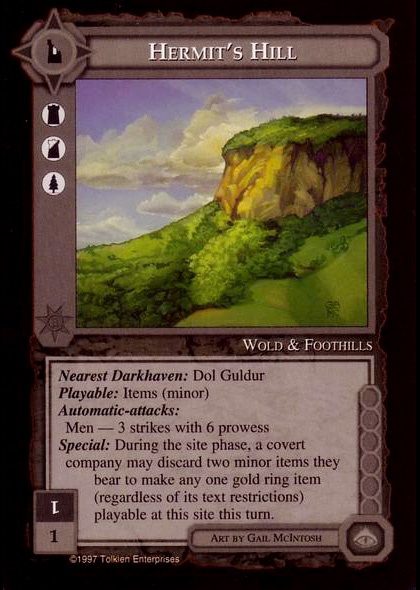 HERMIT'S HILL
WOLD & FOOTHILLS
Nearest Darkhaven: Dol Guldur
Playable: Items (minor)
Automatic-attacks:
Men — 3 strikes with 6 prowess
Special: During the site phase, a covert
company may discard two minor items they
bear to make any one gold ring item
(regardless of its text restrictions)
playable at this site this turn.
1
1
ART BY GAIL MCINTOSH
©1997 Tolkien Enterprises